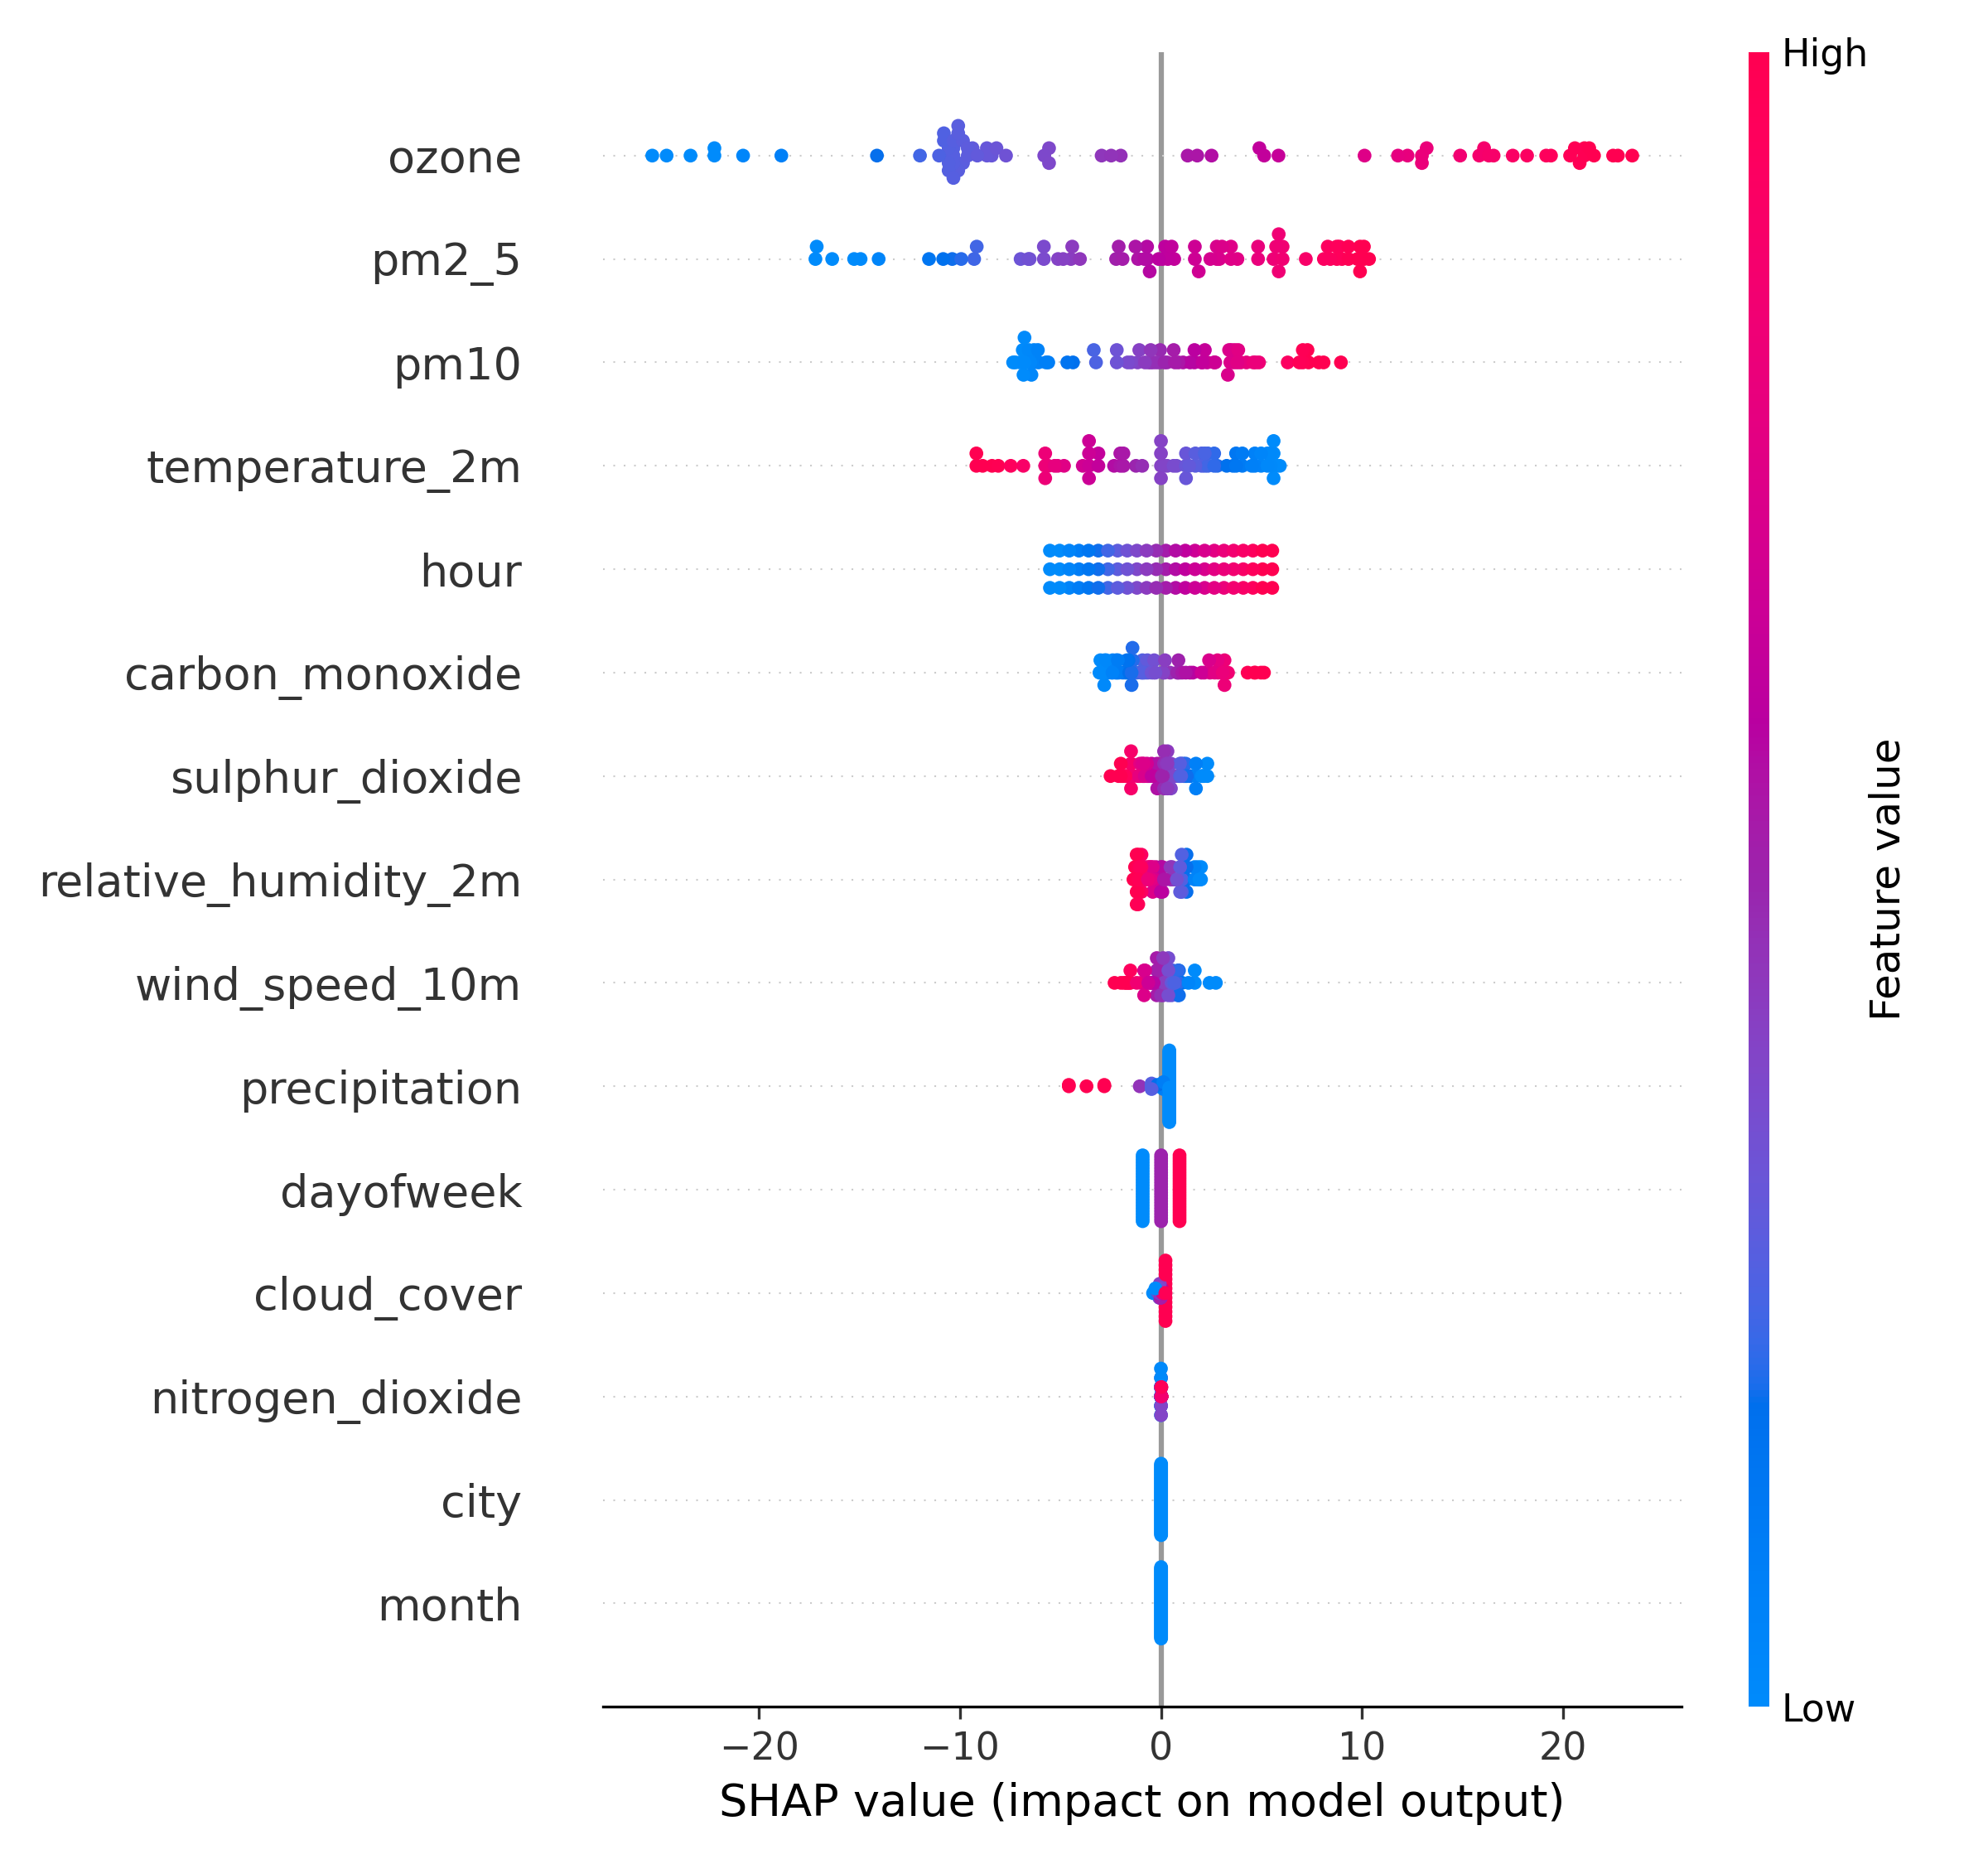 High
ozone
pm2_5
pm10
temperature_2m
hour
carbon_monoxide
sulphur_dioxide
relative_humidity_2m
wind_speed_10m
precipitation
dayofweek
cloud_cover
nitrogen_dioxide
city
month
Feature value
Low
−20 −10 0 10 20
SHAP value (impact on model output)